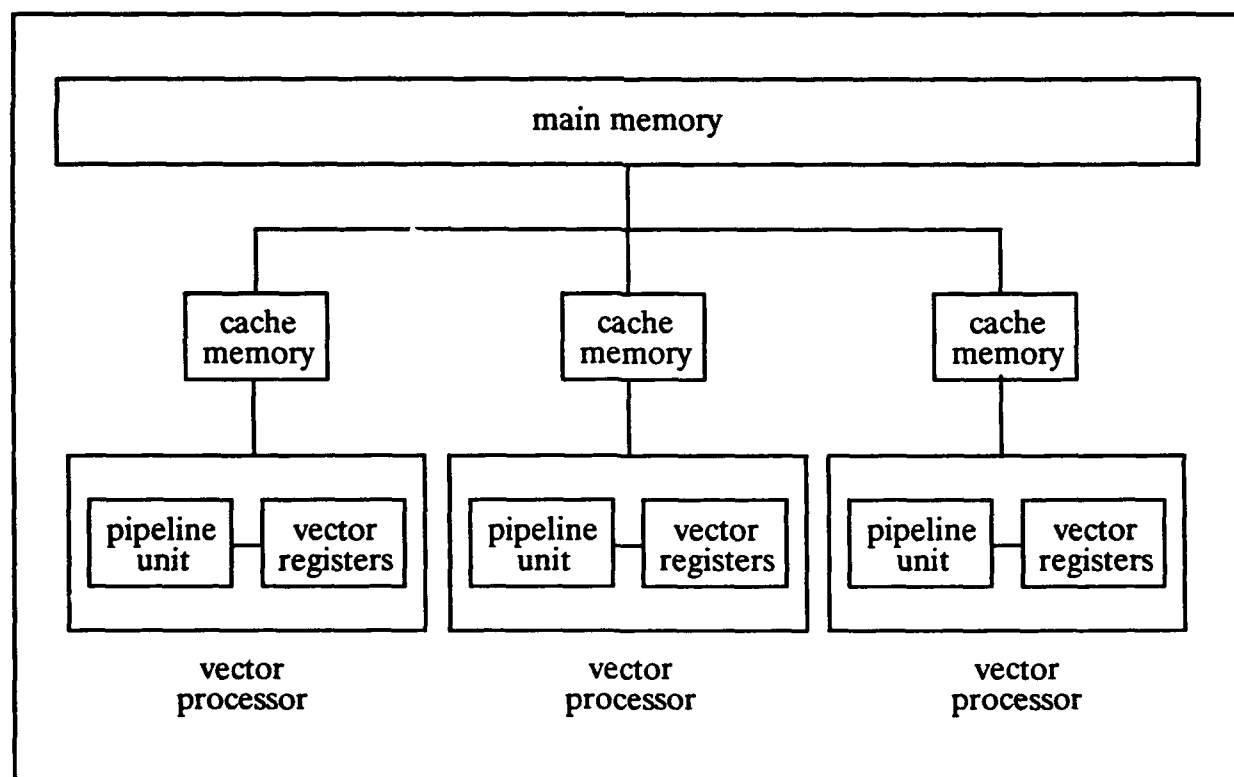 main memory
cache
memory
cache
memory
cache
memory
pipeline
unit
vector
registers
pipeline
unit
vector
registers
pipeline
unit
vector
registers
vector
processor
vector
processor
vector
processor